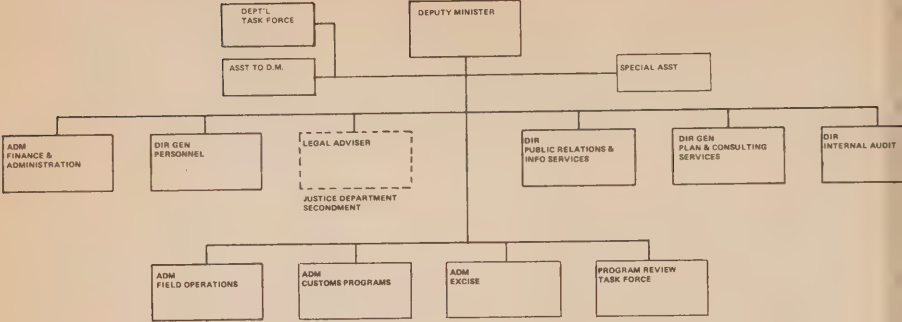 DEPT'L
TASK FORCE
DEPUTY MINISTER
ASST TO D.M.
SPECIAL ASST
ADM
FINANCE &
ADMINISTRATION
DIR GEN
PERSONNEL
LEGAL ADVISER
JUSTICE DEPARTMENT
SECONDMENT
DIR
PUBLIC RELATIONS &
INFO SERVICES
DIR GEN
PLAN & CONSULTING
SERVICES
DIR
INTERNAL AUDIT
ADM
FIELD OPERATIONS
ADM
CUSTOMS PROGRAMS
ADM
EXCISE
PROGRAM REVIEW
TASK FORCE